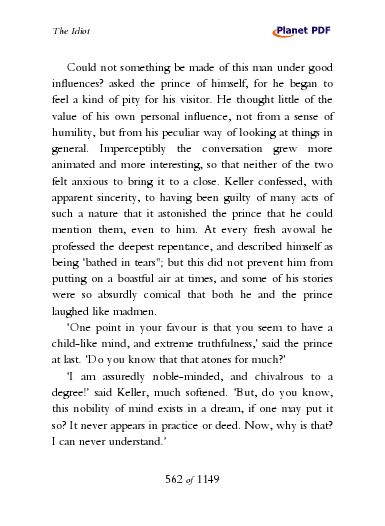 The Idiot
Planet PDF
Could not something be made of this man under good
influences? asked the prince of himself, for he began to
feel a kind of pity for his visitor. He thought little of the
value of his own personal influence, not from a sense of
humility, but from his peculiar way of looking at things in
general. Imperceptibly the conversation grew more
animated and more interesting, so that neither of the two
felt anxious to bring it to a close. Keller confessed, with
apparent sincerity, to having been guilty of many acts of
such a nature that it astonished the prince that he could
mention them, even to him. At every fresh avowal he
professed the deepest repentance, and described himself as
being ‘bathed in tears”; but this did not prevent him from
putting on a boastful air at times, and some of his stories
were so absurdly comical that both he and the prince
laughed like madmen.
‘One point in your favour is that you seem to have a
child-like mind, and extreme truthfulness,’ said the prince
at last. ‘Do you know that that atones for much?’
‘I am assuredly noble-minded, and chivalrous to a
degree!’ said Keller, much softened. ‘But, do you know,
this nobility of mind exists in a dream, if one may put it
so? It never appears in practice or deed. Now, why is that?
I can never understand.’
562 of 1149